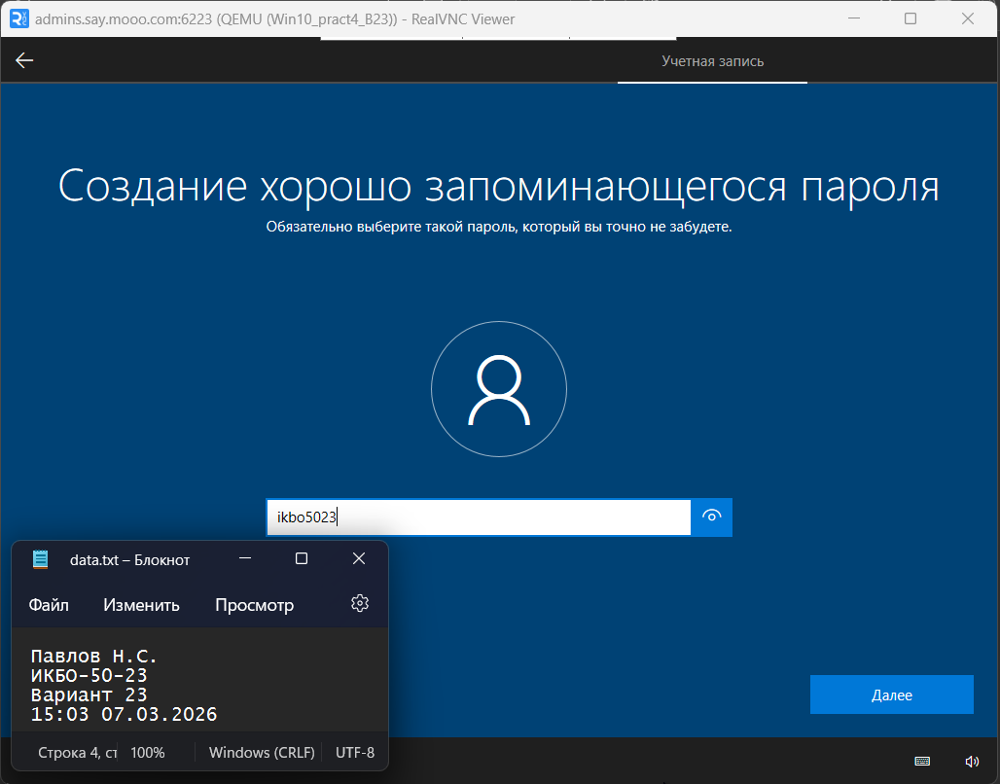 admins.say.mooo.com:6223 (QEMU (Win10_pract4_B23)) - RealVNC Viewer
Учетная запись
Создание хорошо запоминающегося пароля
Обязательно выберите такой пароль, который вы точно не забудете.
ikbo5023
data.txt – Блокнот
Файл Изменить Просмотр
Павлов Н.С.
ИКБО-50-23
Вариант 23
15:03 07.03.2026
Далее
Строка 4, ст 100% Windows (CRLF) UTF-8